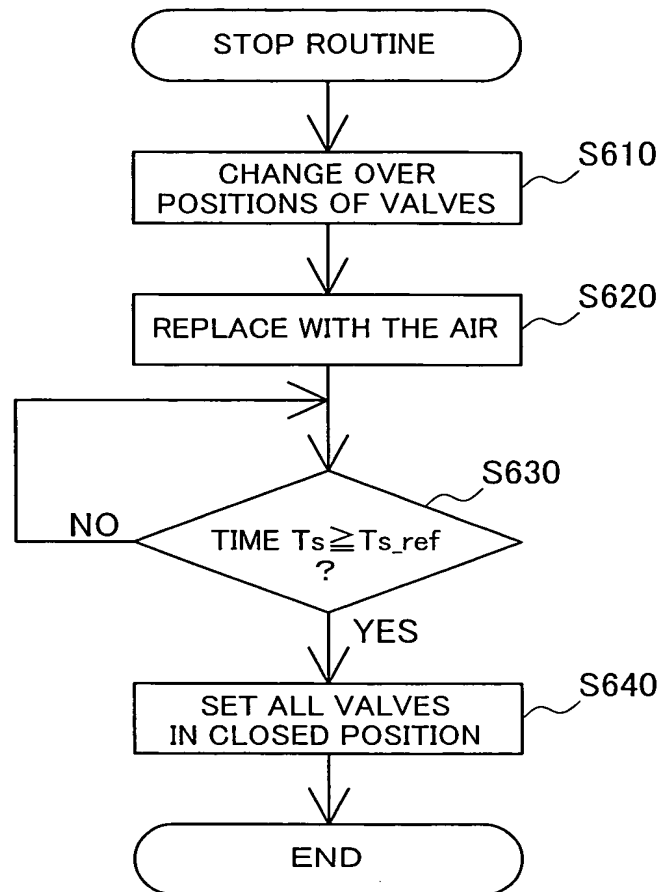 STOP ROUTINE
S610
CHANGE OVER
POSITIONS OF VALVES
S620
REPLACE WITH THE AIR
S630
NO
TIME Ts≧Ts_ref
?
YES
S640
SET ALL VALVES
IN CLOSED POSITION
END